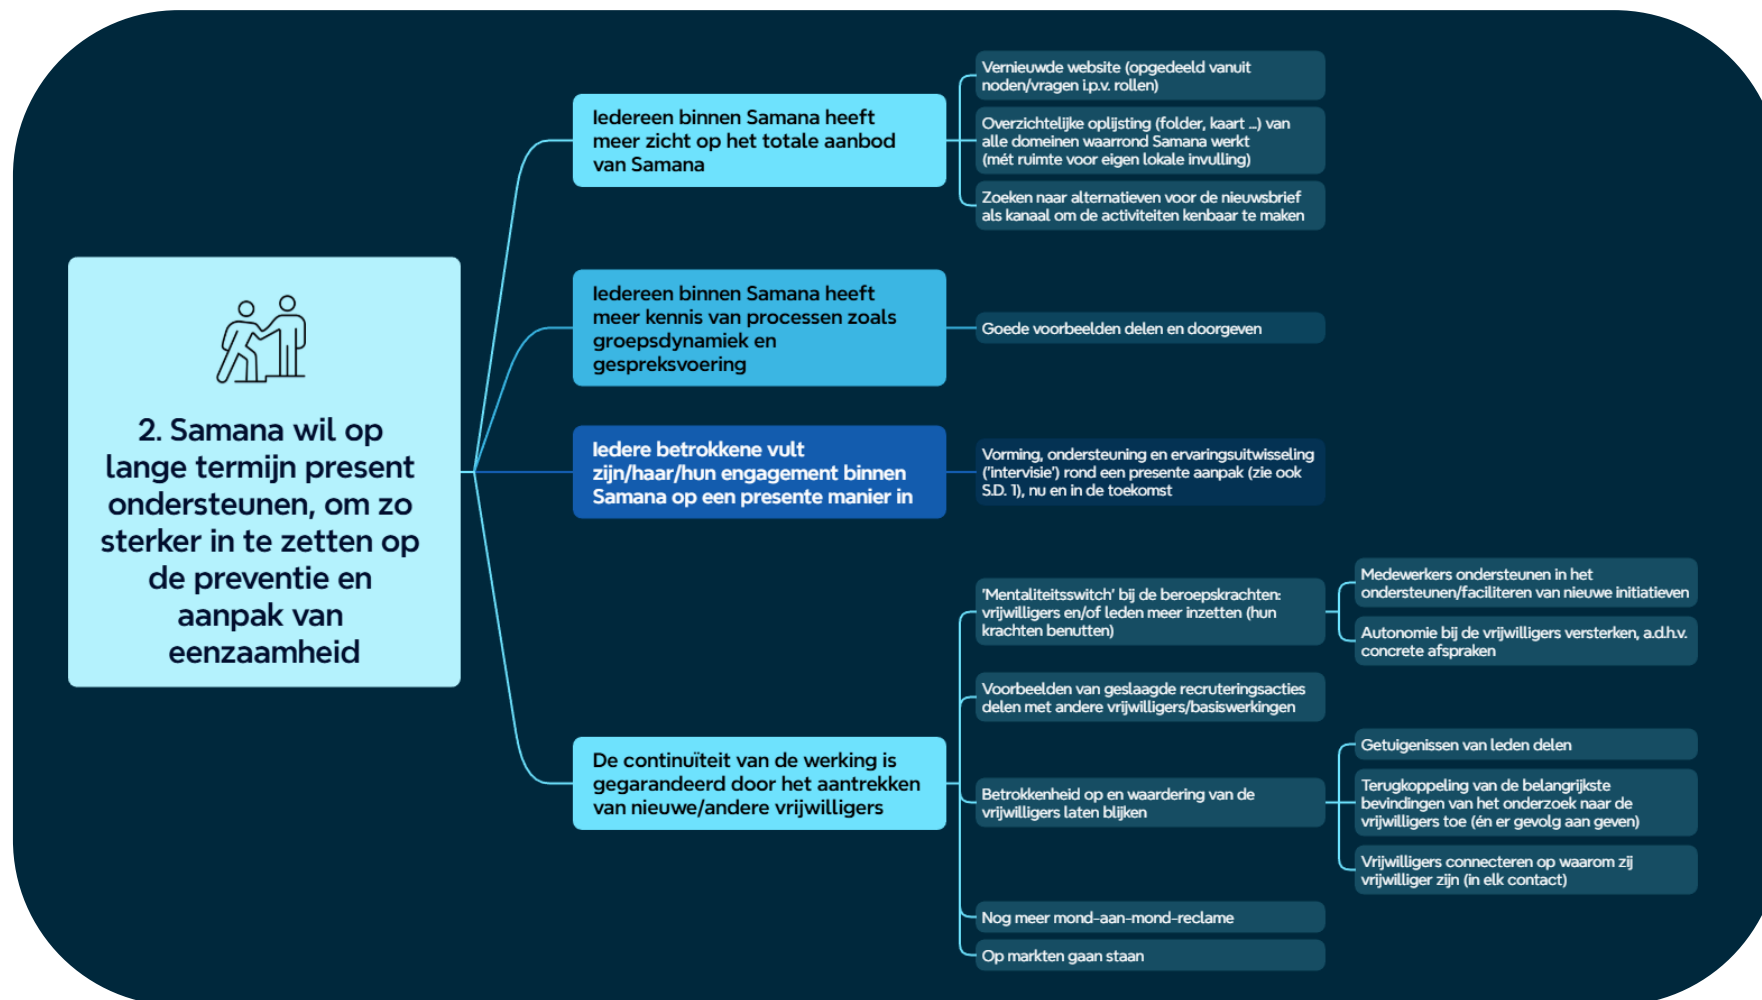 2. Samana wil op
lange termijn present
ondersteunen, om zo
sterker in te zetten op
de preventie en
aanpak van
eenzaamheid
Iedereen binnen Samana heeft
meer zicht op het totale aanbod
van Samana
Vernieuwde website (opgedeeld vanuit
noden/vragen i.p.v. rollen)
Overzichtelijke oplijsting (folder, kaart ...) van
alle domeinen waarrond Samana werkt
(mét ruimte voor eigen lokale invulling)
Zoeken naar alternatieven voor de nieuwsbrief
als kanaal om de activiteiten kenbaar te maken
Iedereen binnen Samana heeft
meer kennis van processen zoals
groepsdynamiek en
gespreksvoering
Goede voorbeelden delen en doorgeven
Iedere betrokkene vult
zijn/haar/hun engagement binnen
Samana op een presente manier in
Vorming, ondersteuning en ervaringsuitwisseling
('intervisie') rond een presente aanpak (zie ook
S.D. 1), nu en in de toekomst
De continuïteit van de werking is
gegarandeerd door het aantrekken
van nieuwe/andere vrijwilligers
'Mentaliteitsswitch' bij de beroepskrachten:
vrijwilligers en/of leden meer inzetten (hun
krachten benutten)
Medewerkers ondersteunen in het
ondersteunen/faciliteren van nieuwe initiatieven
Autonomie bij de vrijwilligers versterken, a.d.h.v.
concrete afspraken
Voorbeelden van geslaagde recruteringsacties
delen met andere vrijwilligers/basiswerkingen
Betrokkenheid op en waardering van de
vrijwilligers laten blijken
Getuigenissen van leden delen
Terugkoppeling van de belangrijkste
bevindingen van het onderzoek naar de
vrijwilligers toe (én er gevolg aan geven)
Vrijwilligers connecteren op waarom zij
vrijwilliger zijn (in elk contact)
Nog meer mond-aan-mond-reclame
Op markten gaan staan